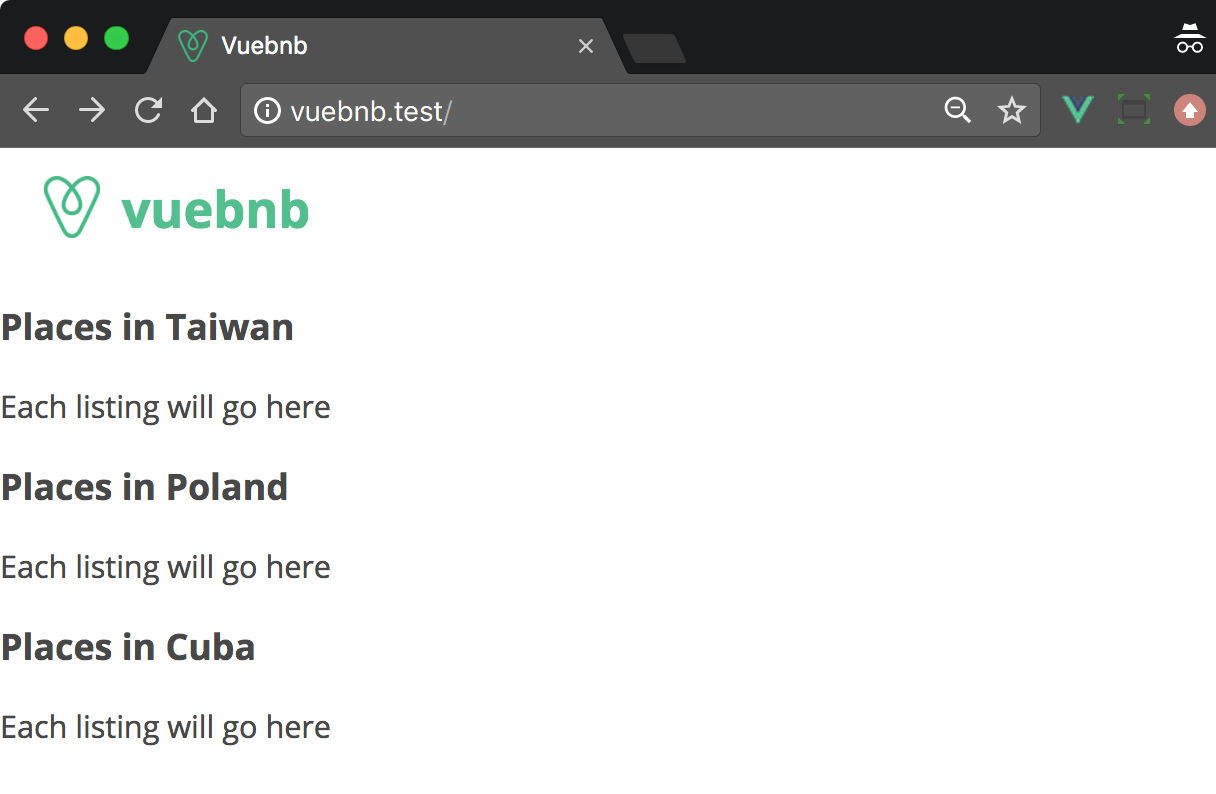 Vuebnb
vuebnb.test/
vuebnb
Places in Taiwan
Each listing will go here
Places in Poland
Each listing will go here
Places in Cuba
Each listing will go here